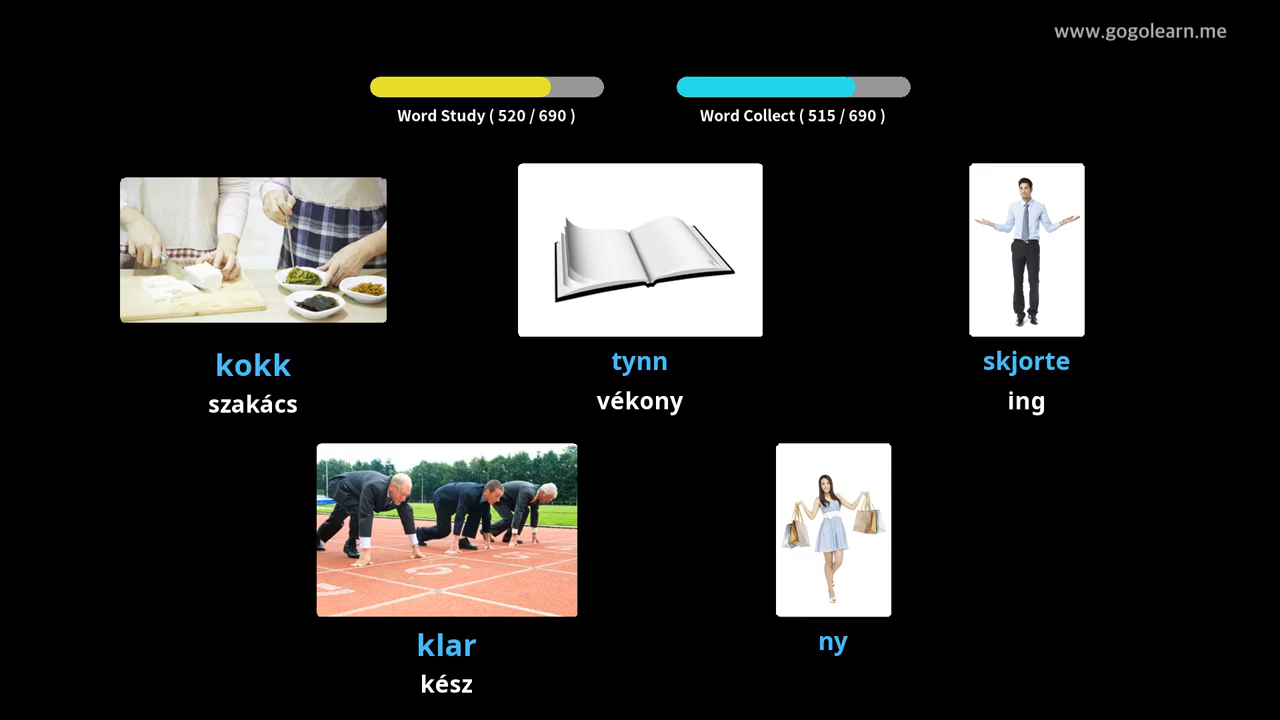 www.gogolearn.me
Word Study ( 520 / 690 )
Word Collect ( 515 / 690 )
kokk
szakács
tynn
vékony
skjorte
ing
klar
kész
ny